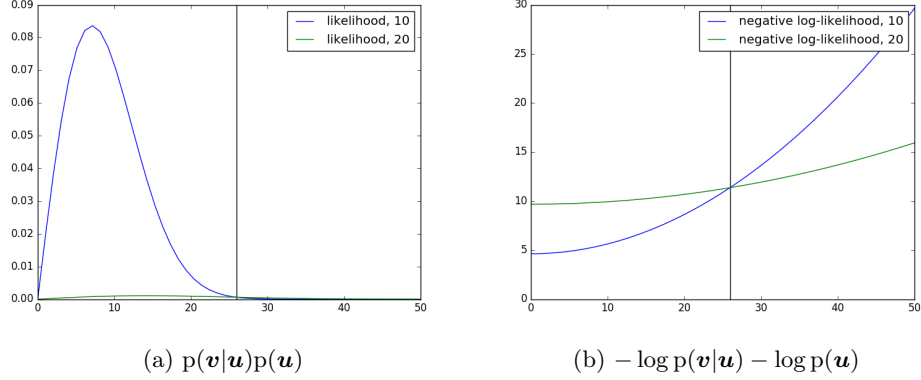 0.09
0.08
0.07
0.06
0.05
0.04
0.03
0.02
0.01
0.00
0 10 20 30 40 50
likelihood, 10
likelihood, 20
(a) p(v|u)p(u)
30
25
20
15
10
5
0
0 10 20 30 40 50
negative log-likelihood, 10
negative log-likelihood, 20
(b) − log p(v|u) − log p(u)